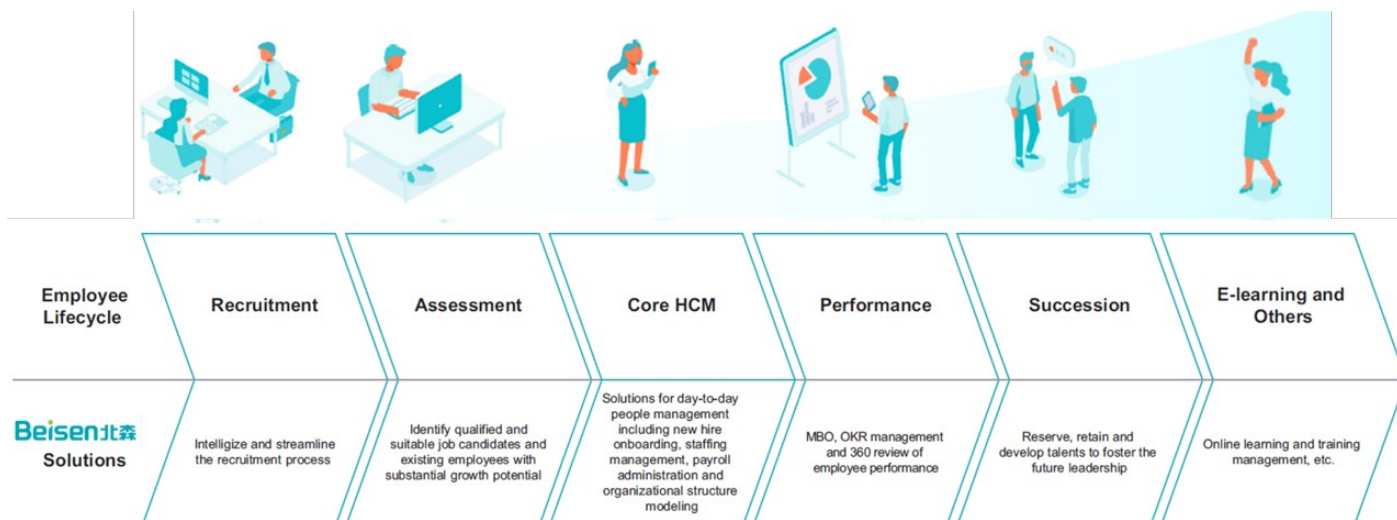 Employee
Lifecycle
Recruitment
Assessment
Core HCM
Performance
Succession
E-learning and
Others
Beisen北森
Solutions
Intelligize and streamline
the recruitment process
Identify qualified and
suitable job candidates and
existing employees with
substantial growth potential
Solutions for day-to-day
people management
including new hire
onboarding, staffing
management, payroll
administration and
organizational structure
modeling
MBO, OKR management
and 360 review of
employee performance
Reserve, retain and
develop talents to foster the
future leadership
Online learning and training
management, etc.